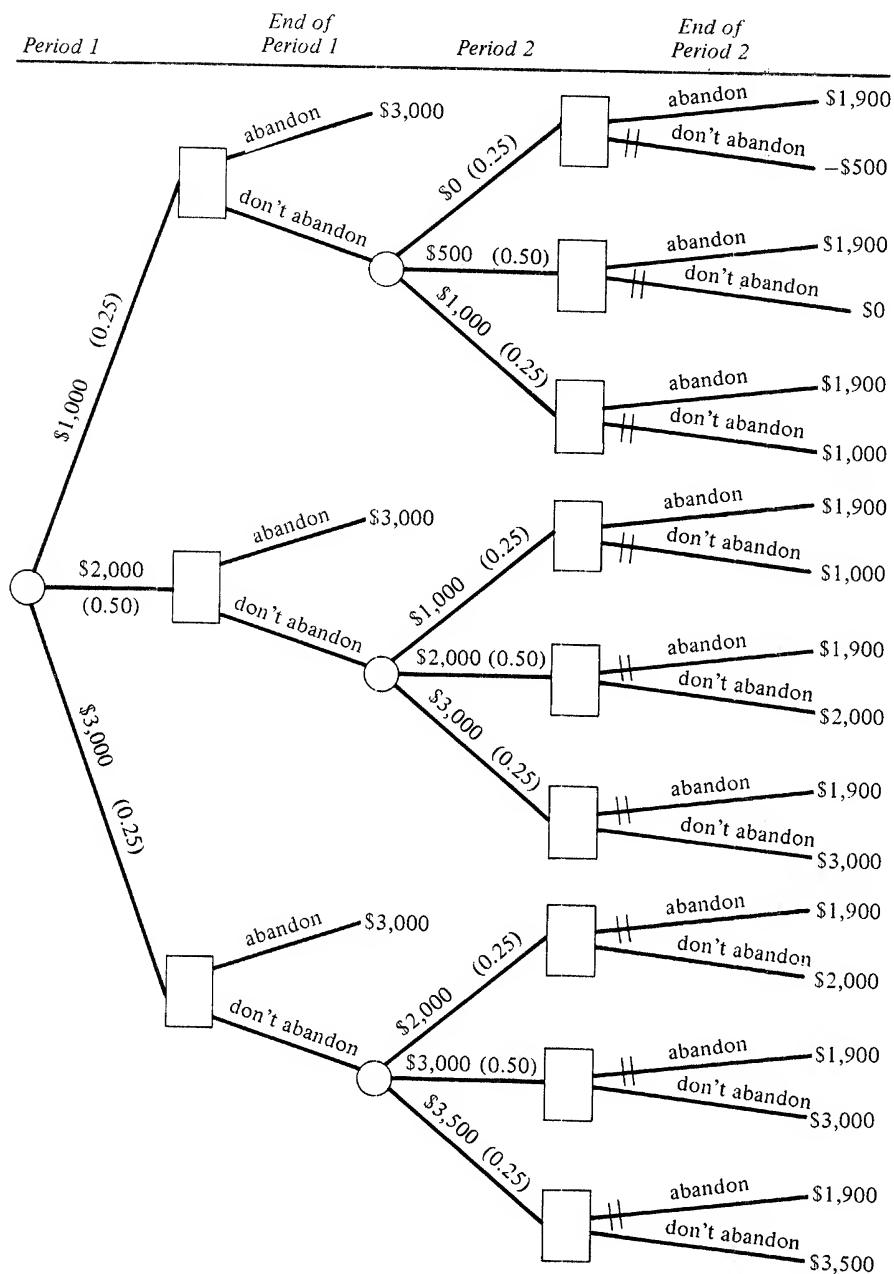 Period 1
End of
Period 1
Period 2
End of
Period 2
abandon
$3,000
don't abandon
$0 (0.25)
$500 (0.50)
$1,000 (0.25)
abandon
$1,900
don't abandon
–$500
abandon
$1,900
don't abandon
$0
abandon
$1,900
don't abandon
$1,000
$1,000 (0.25)
$2,000
(0.50)
$3,000 (0.25)
abandon
$3,000
don't abandon
$1,000 (0.25)
$2,000 (0.50)
$3,000 (0.25)
abandon
$1,900
don't abandon
$1,000
abandon
$1,900
don't abandon
$2,000
abandon
$1,900
don't abandon
$3,000
abandon
$3,000
don't abandon
$2,000 (0.25)
$3,000 (0.50)
$3,500 (0.25)
abandon
$1,900
don't abandon
$2,000
abandon
$1,900
don't abandon
$3,000
abandon
$1,900
don't abandon
$3,500